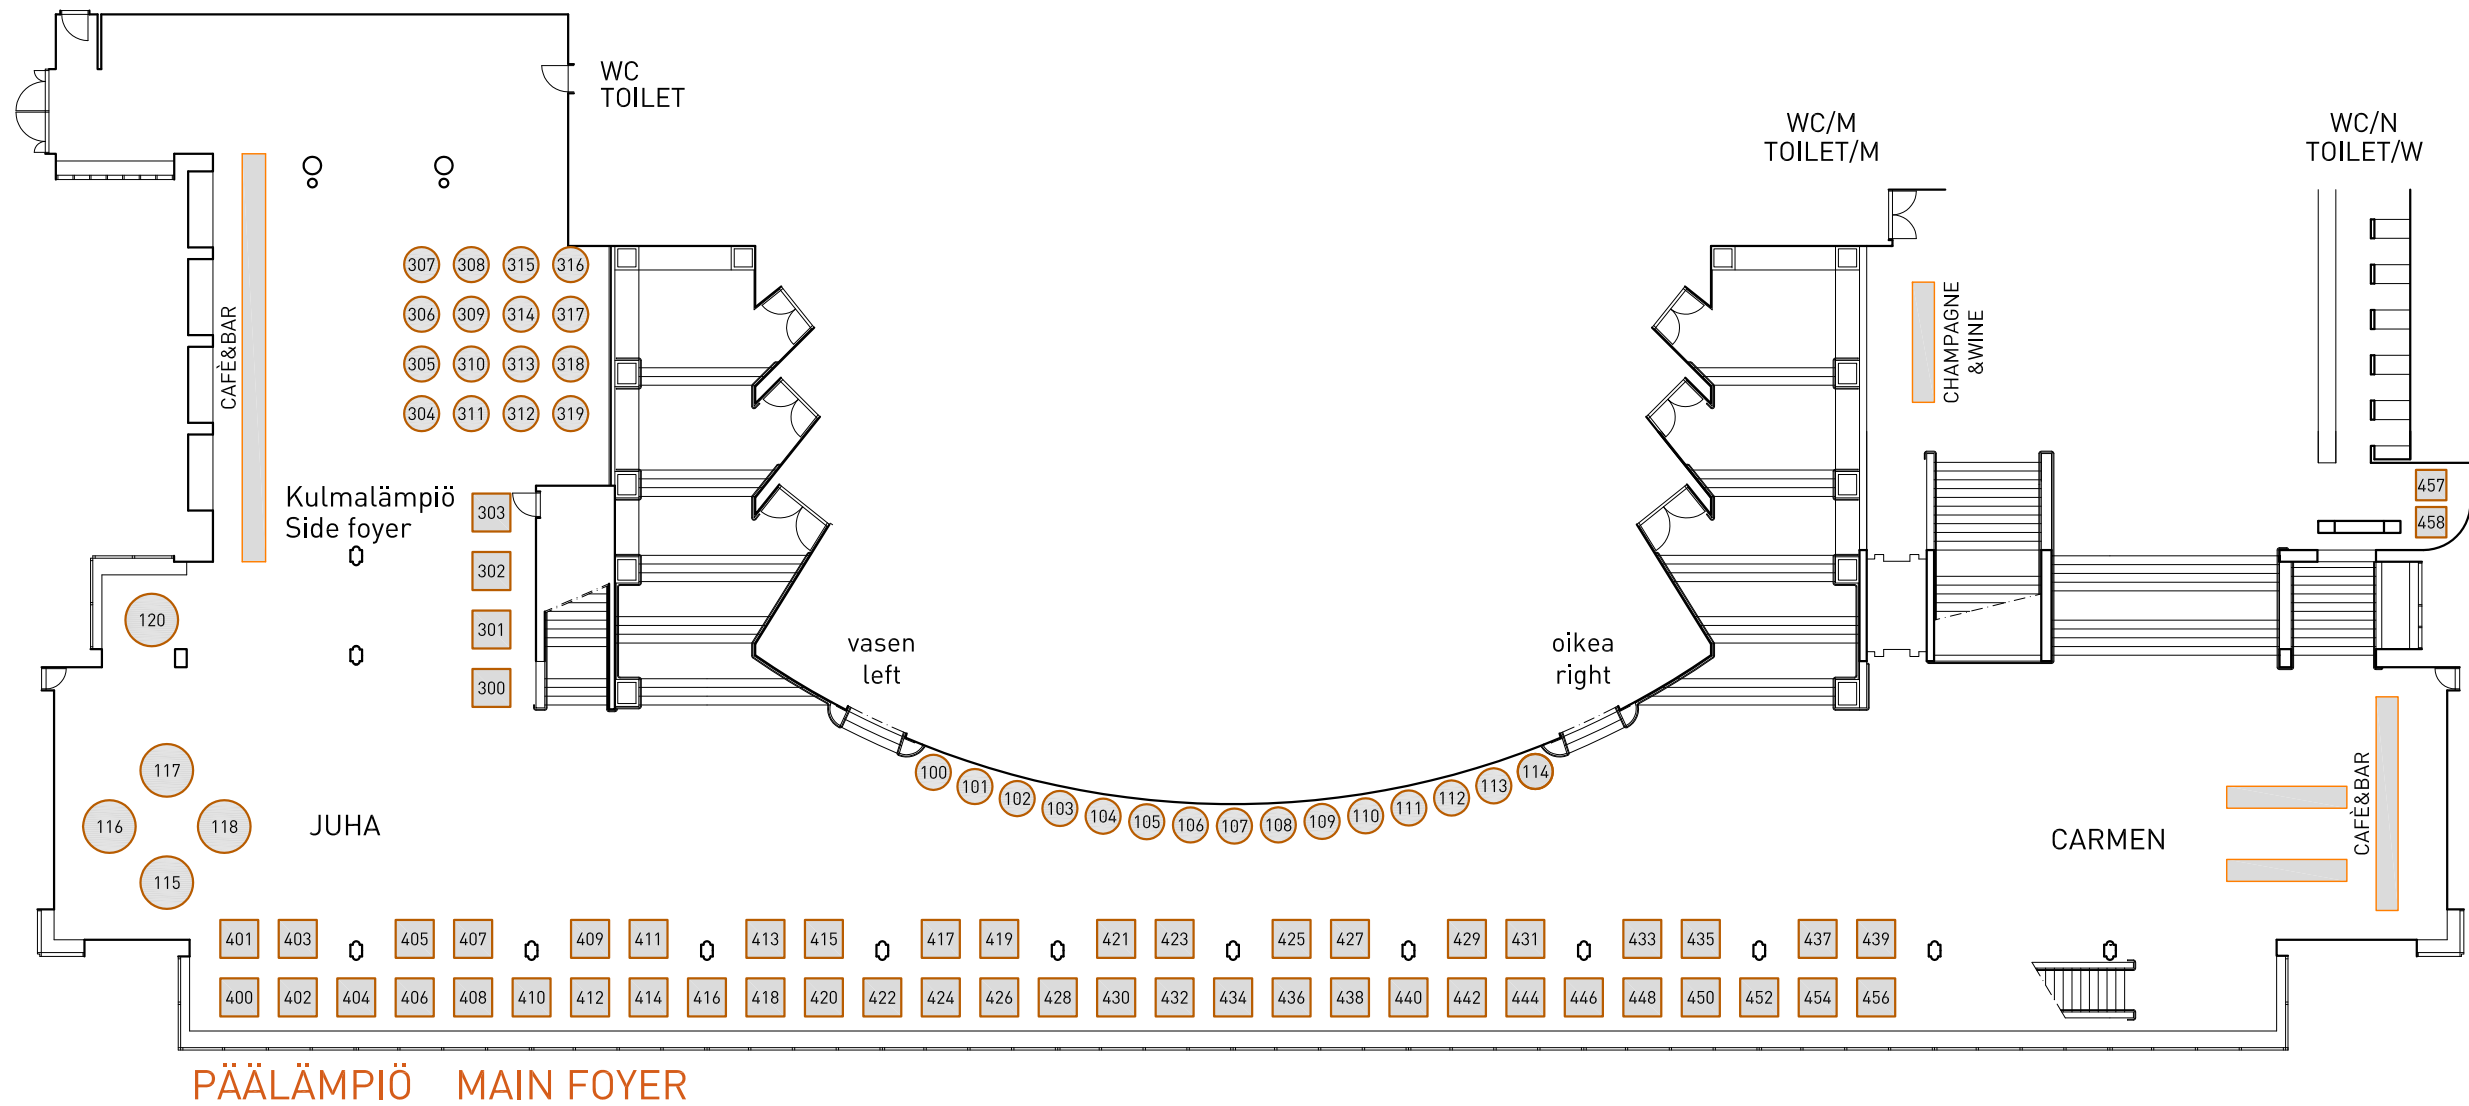 WC
TOILET
WC/M
TOILET/M
WC/N
TOILET/W
307 308 315 316
306 309 314 317
305 310 313 318
304 311 312 319
CAFÈ&BAR
CHAMPAGNE
&WINE
Kulmalämpiö
Side foyer
303
302
301
300
457
458
120
vasen
left
oikea
right
117
116 118
115
JUHA
100 101 102 103 104 105 106 107 108 109 110 111 112 113 114
CARMEN
CAFÈ&BAR
401 403 405 407 409 411 413 415 417 419 421 423 425 427 429 431 433 435 437 439
400 402 404 406 408 410 412 414 416 418 420 422 424 426 428 430 432 434 436 438 440 442 444 446 448 450 452 454 456
PÄÄLÄMPIÖ MAIN FOYER